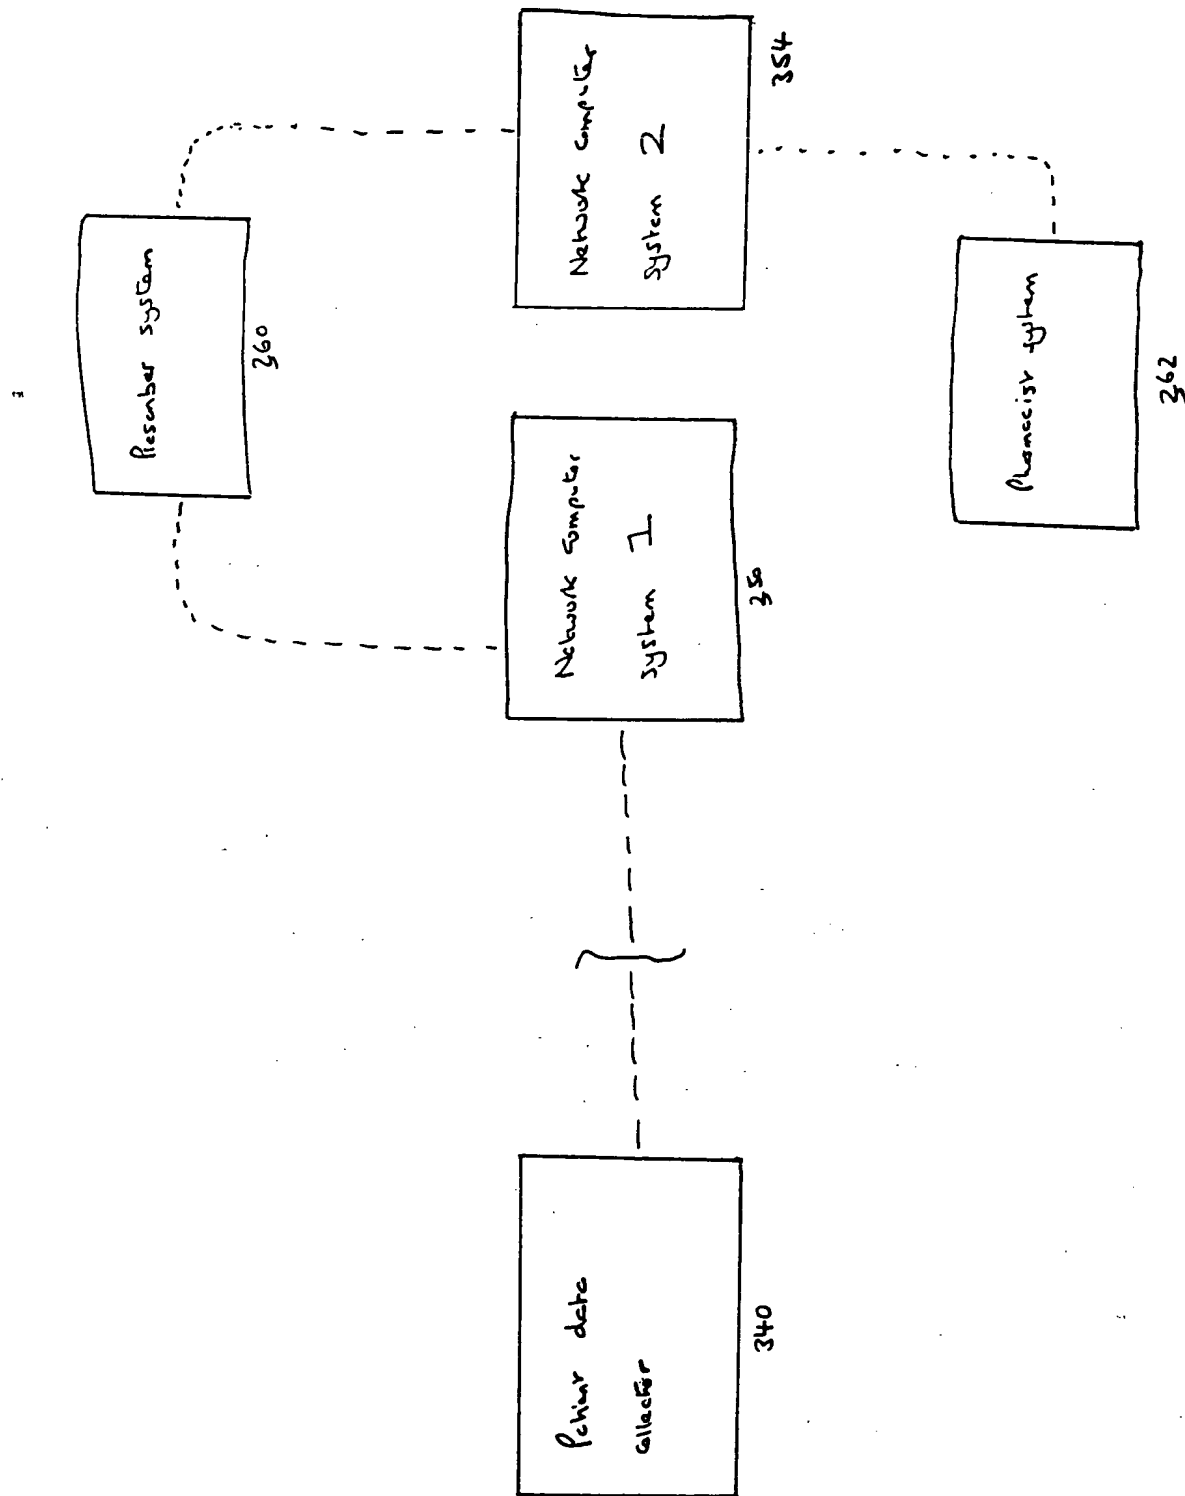 Prescriber system
360
Network computer
system 1
350
Network computer
system 2
354
Patient data
collector
340
Pharmacist system
362